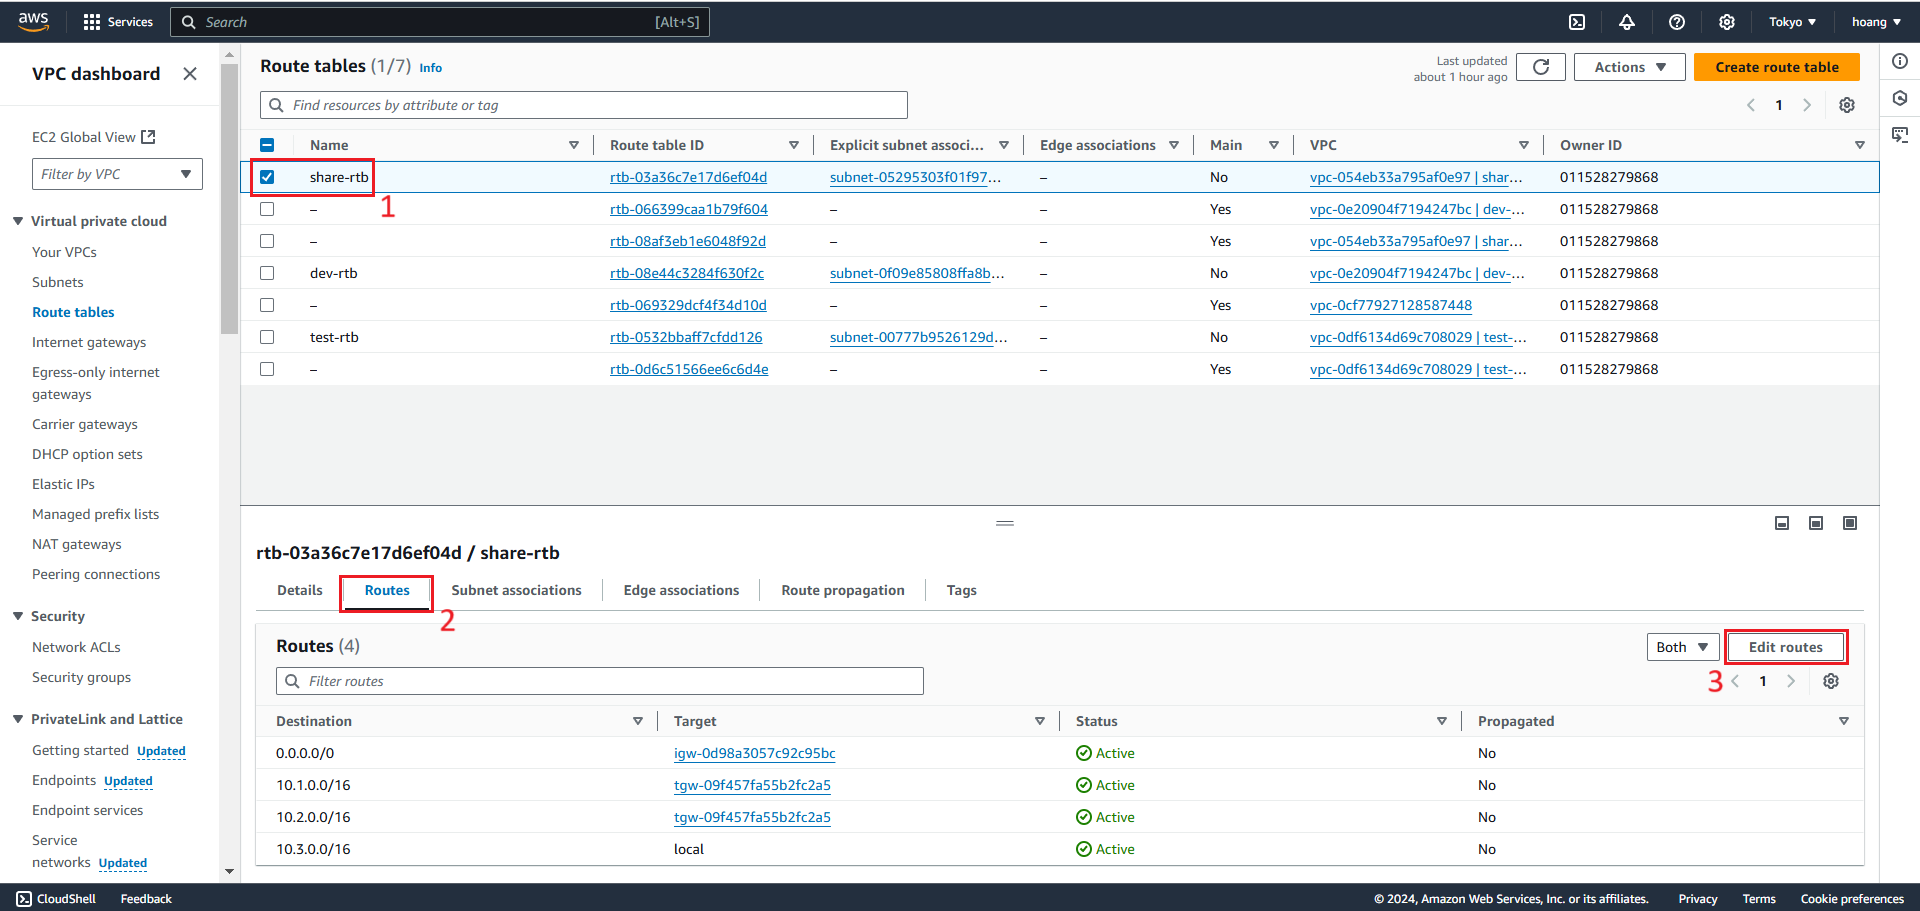 aws Services Search [Alt+S] Tokyo hoang
VPC dashboard
EC2 Global View
Filter by VPC
Virtual private cloud
Your VPCs
Subnets
Route tables
Internet gateways
Egress-only internet
gateways
Carrier gateways
DHCP option sets
Elastic IPs
Managed prefix lists
NAT gateways
Peering connections
Security
Network ACLs
Security groups
PrivateLink and Lattice
Getting started Updated
Endpoints Updated
Endpoint services
Service
networks Updated
Route tables (1/7) Info
Last updated
about 1 hour ago
Actions
Create route table
Find resources by attribute or tag
1
Name Route table ID Explicit subnet associ... Edge associations Main VPC Owner ID
share-rtb rtb-03a36c7e17d6ef04d subnet-05295303f01f97... – No vpc-054eb33a795af0e97 | shar... 011528279868
1
– rtb-066399caa1b79f604 – – Yes vpc-0e20904f7194247bc | dev-... 011528279868
– rtb-08af3eb1e6048f92d – – Yes vpc-054eb33a795af0e97 | shar... 011528279868
dev-rtb rtb-08e44c3284f630f2c subnet-0f09e85808ffa8b... – No vpc-0e20904f7194247bc | dev-... 011528279868
– rtb-069329dcf4f34d10d – – Yes vpc-0cf77927128587448 011528279868
test-rtb rtb-0532bbaff7cfdd126 subnet-00777b9526129d... – No vpc-0df6134d69c708029 | test-... 011528279868
– rtb-0d6c51566ee6c6d4e – – Yes vpc-0df6134d69c708029 | test-... 011528279868
rtb-03a36c7e17d6ef04d / share-rtb
Details Routes Subnet associations Edge associations Route propagation Tags
2
Routes (4)
Both Edit routes
Filter routes
3 1
Destination Target Status Propagated
0.0.0.0/0 igw-0d98a3057c92c95bc Active No
10.1.0.0/16 tgw-09f457fa55b2fc2a5 Active No
10.2.0.0/16 tgw-09f457fa55b2fc2a5 Active No
10.3.0.0/16 local Active No
CloudShell Feedback © 2024, Amazon Web Services, Inc. or its affiliates. Privacy Terms Cookie preferences